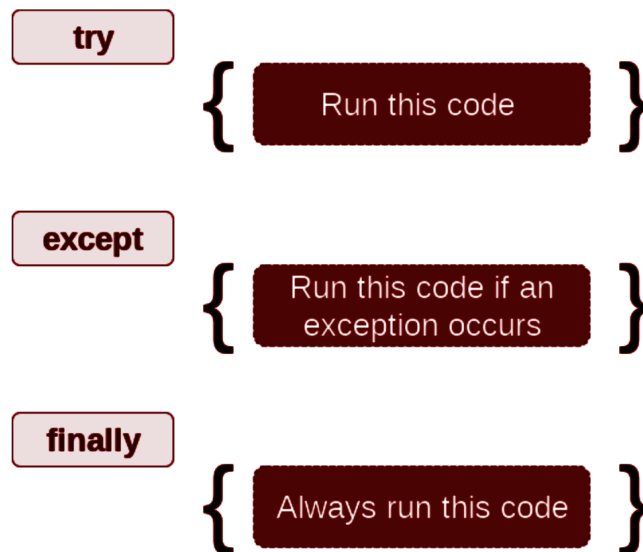 try
{ Run this code }
except
{ Run this code if an
exception occurs }
finally
{ Always run this code }